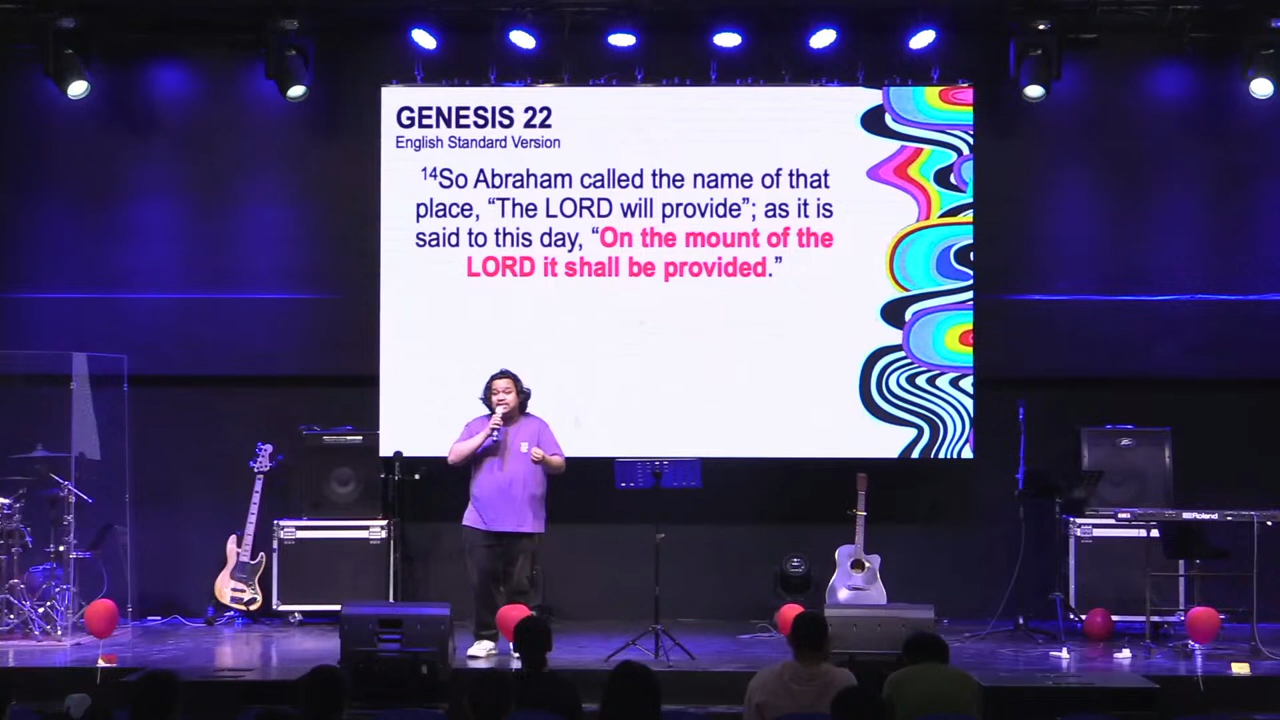 GENESIS 22
English Standard Version
¹⁴So Abraham called the name of that
place, “The LORD will provide”; as it is
said to this day, “On the mount of the
LORD it shall be provided.”
PEAVEY
Roland